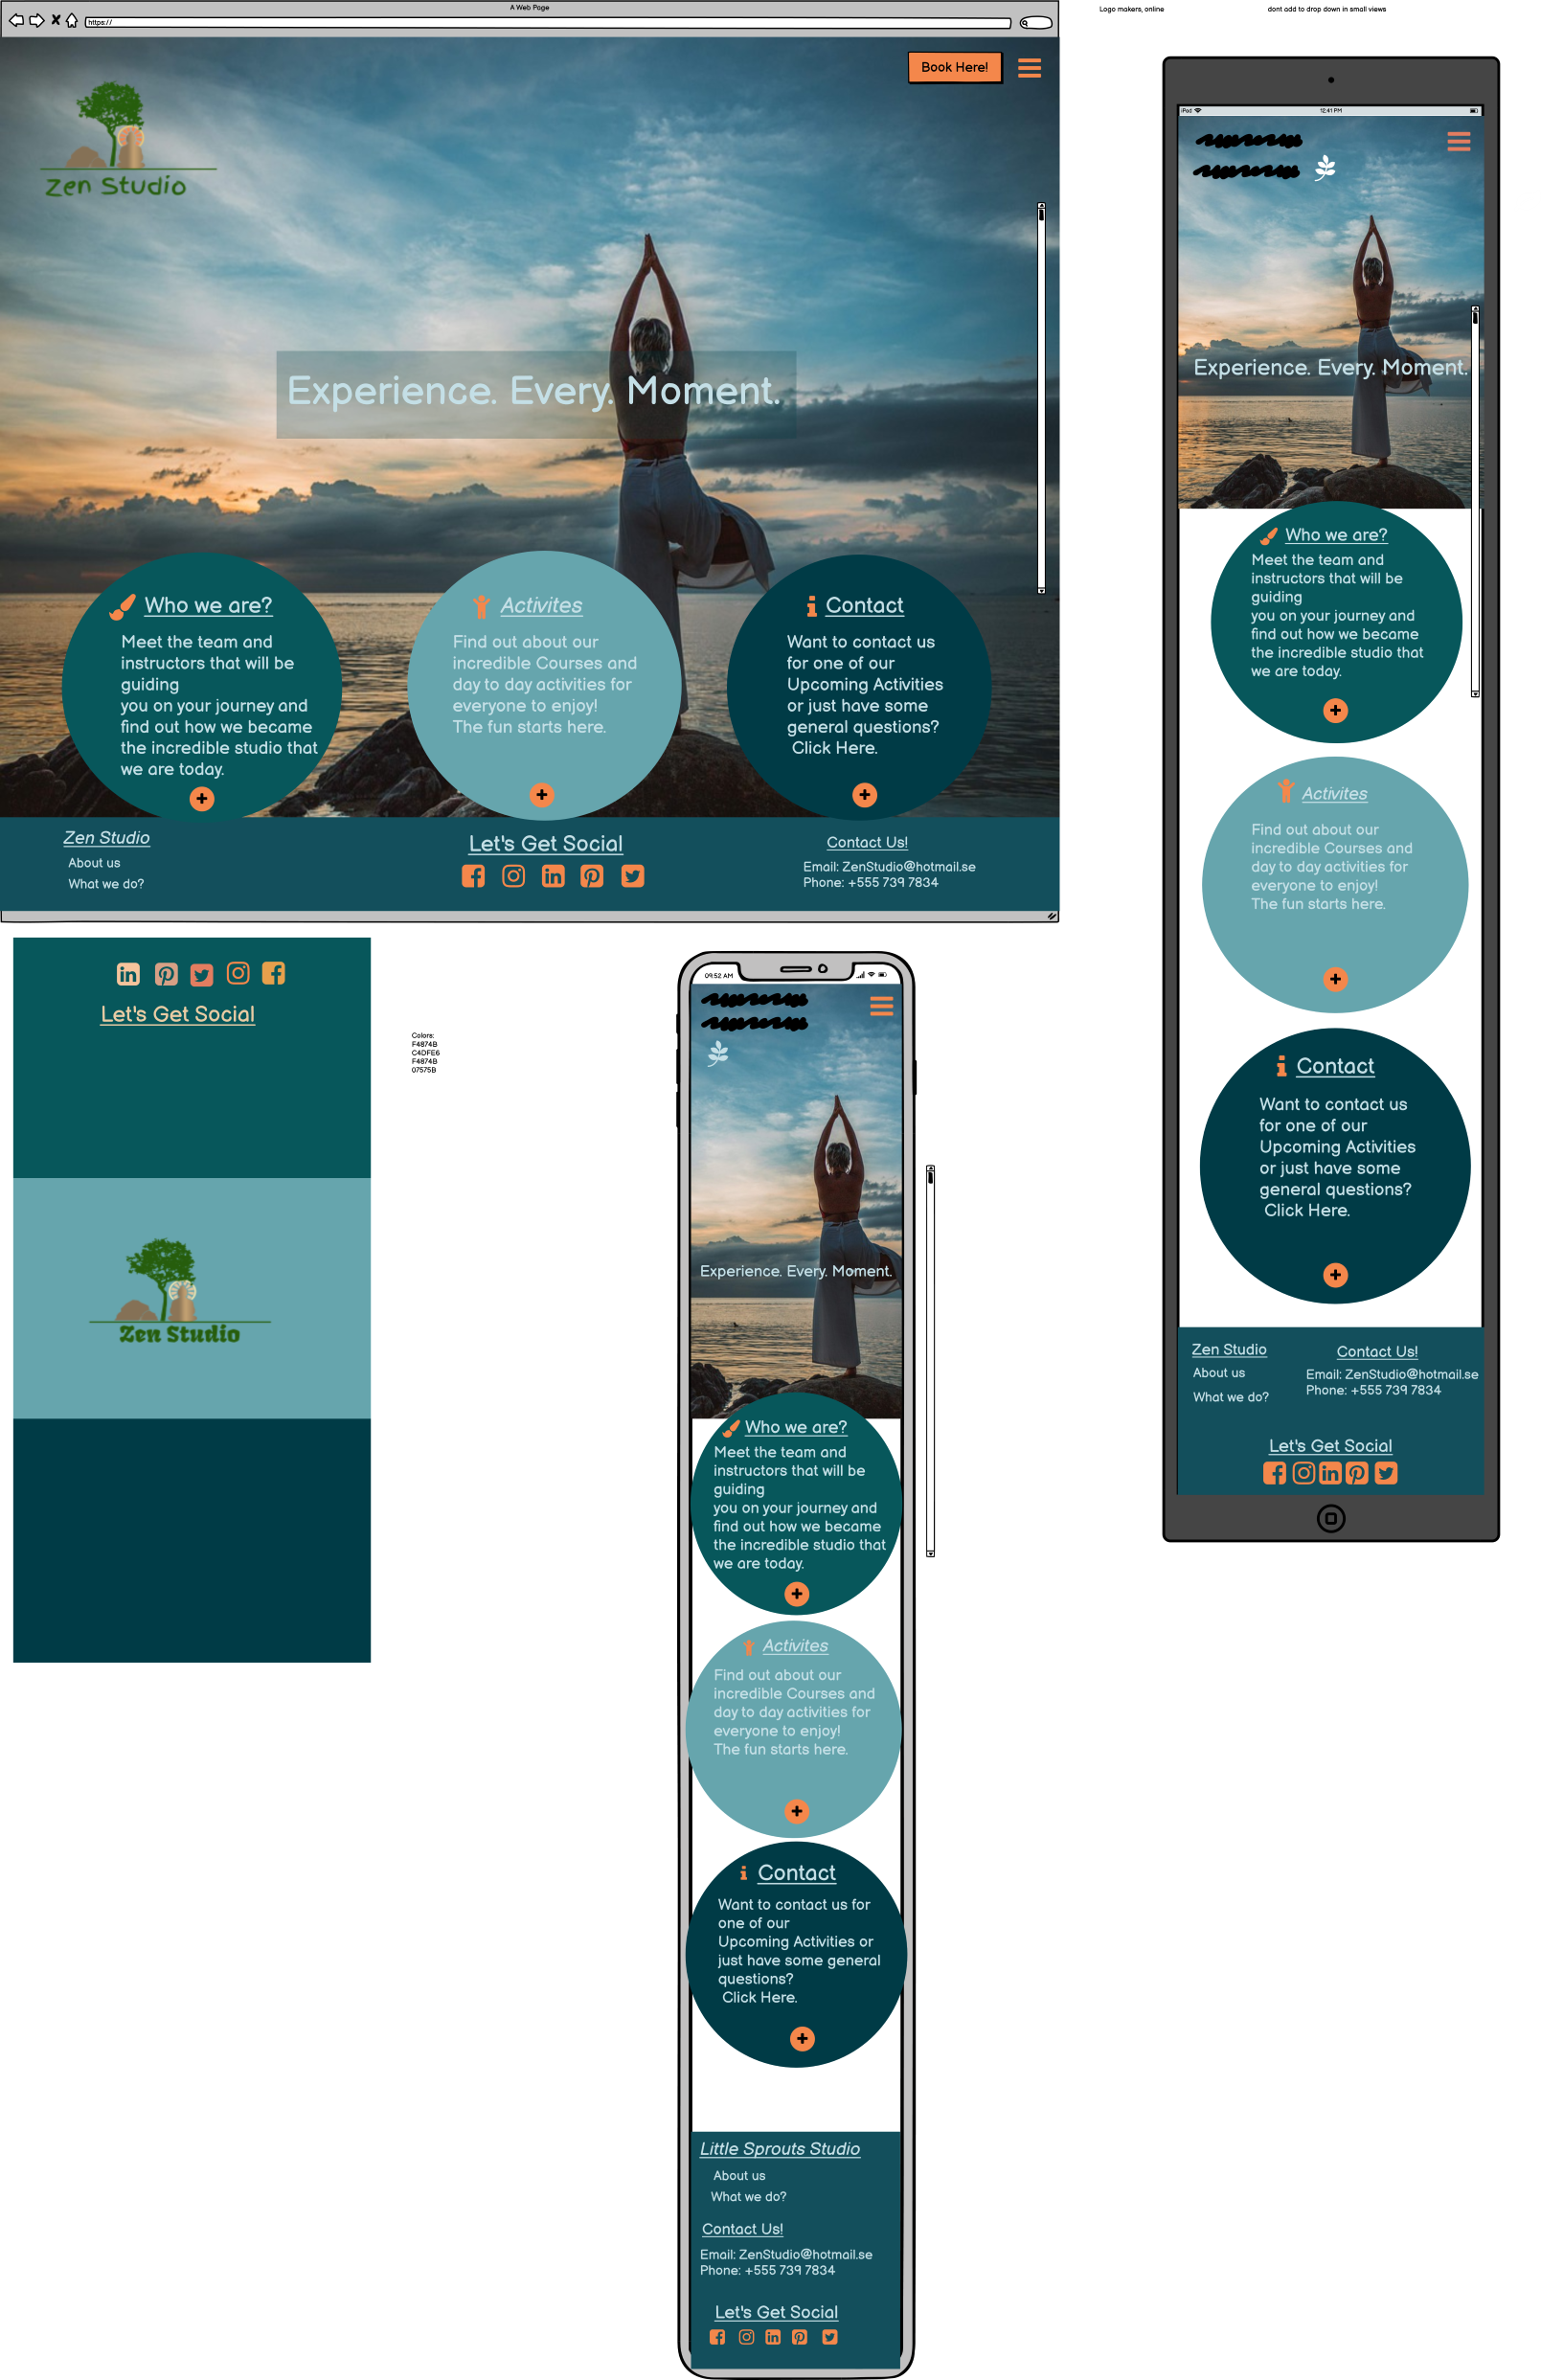 A Web Page
https://
Book Here!
Zen Studio
Experience. Every. Moment.
Who we are?
Meet the team and
instructors that will be
guiding
you on your journey and
find out how we became
the incredible studio that
we are today.
Activites
Find out about our
incredible Courses and
day to day activities for
everyone to enjoy!
The fun starts here.
Contact
Want to contact us
for one of our
Upcoming Activities
or just have some
general questions?
Click Here.
Zen Studio
About us
What we do?
Let's Get Social
Contact Us!
Email: ZenStudio@hotmail.se
Phone: +555 739 7834
Logo makers, online
dont add to drop down in small views
iPad
12:41 PM
Experience. Every. Moment.
Who we are?
Meet the team and
instructors that will be
guiding
you on your journey and
find out how we became
the incredible studio that
we are today.
Activites
Find out about our
incredible Courses and
day to day activities for
everyone to enjoy!
The fun starts here.
Contact
Want to contact us
for one of our
Upcoming Activities
or just have some
general questions?
Click Here.
Zen Studio
About us
What we do?
Contact Us!
Email: ZenStudio@hotmail.se
Phone: +555 739 7834
Let's Get Social
Let's Get Social
Zen Studio
Colors:
F4874B
C4DFE6
F4874B
07575B
09:52 AM
Experience. Every. Moment.
Who we are?
Meet the team and
instructors that will be
guiding
you on your journey and
find out how we became
the incredible studio that
we are today.
Activites
Find out about our
incredible Courses and
day to day activities for
everyone to enjoy!
The fun starts here.
Contact
Want to contact us for
one of our
Upcoming Activities or
just have some general
questions?
Click Here.
Little Sprouts Studio
About us
What we do?
Contact Us!
Email: ZenStudio@hotmail.se
Phone: +555 739 7834
Let's Get Social